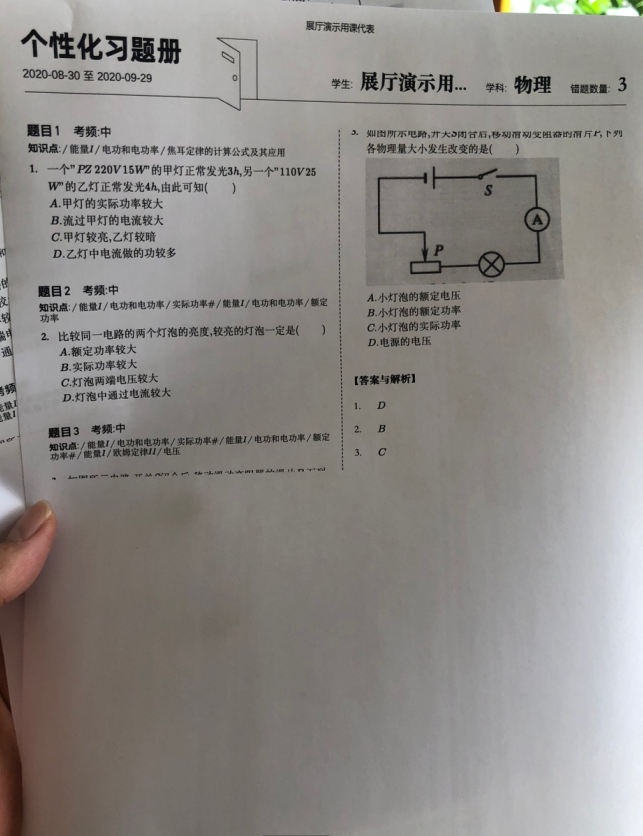 展厅演示用课代表
个性化习题册
2020-08-30 至 2020-09-29
学生: 展厅演示用... 学科: 物理 错题数量: 3
题目1 考频:中
知识点:/能量I/电功和电功率/焦耳定律的计算公式及其应用
1. 一个"PZ 220V15W"的甲灯正常发光3h,另一个"110V25
W"的乙灯正常发光4h,由此可知( )
A.甲灯的实际功率较大
B.流过甲灯的电流较大
C.甲灯较亮,乙灯较暗
D.乙灯中电流做的功较多
题目2 考频:中
知识点:/能量I/电功和电功率/实际功率#/能量I/电功和电功率/额定
功率
2. 比较同一电路的两个灯泡的亮度,较亮的灯泡一定是( )
A.额定功率较大
B.实际功率较大
C.灯泡两端电压较大
D.灯泡中通过电流较大
题目3 考频:中
知识点:/能量I/电功和电功率/实际功率#/能量I/电功和电功率/额定
功率#/能量I/欧姆定律II/电压
3. 如图所示电路,开关S闭合后,移动滑动变阻器的滑片P,下列
各物理量大小发生改变的是( )
S
A
P
A.小灯泡的额定电压
B.小灯泡的额定功率
C.小灯泡的实际功率
D.电源的电压
【答案与解析】
1. D
2. B
3. C